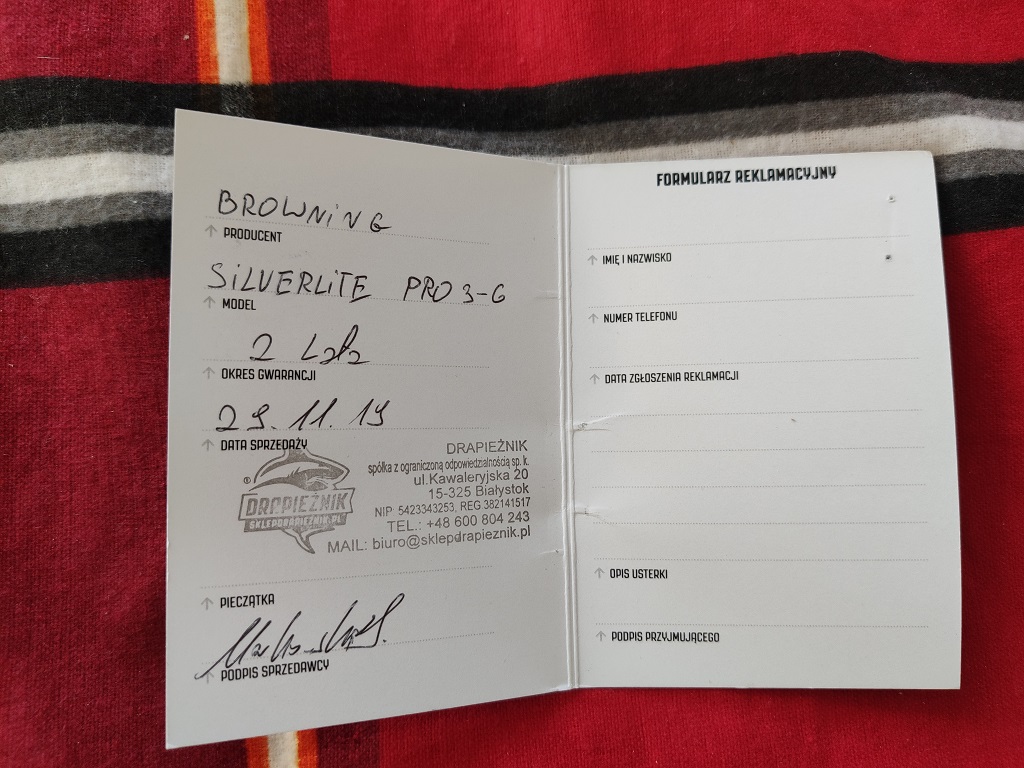 BROWNING
PRODUCENT
SILVERLITE PRO 3-G
MODEL
2 Lata
OKRES GWARANCJI
29.11.19
DATA SPRZEDAŻY
DRAPIEŻNIK
spółka z ograniczoną odpowiedzialnością sp. k.
ul.Kawaleryjska 20
15-325 Białystok
NIP 5423343253, REG 382141517
TEL.: +48 600 804 243
MAIL: biuro@sklepdrapieznik.pl
®
DRAPIEŻNIK
SKLEPDRAPIEZNIK.PL
PIECZĄTKA
PODPIS SPRZEDAWCY
FORMULARZ REKLAMACYJNY
IMIĘ I NAZWISKO
NUMER TELEFONU
DATA ZGŁOSZENIA REKLAMACJI
OPIS USTERKI
PODPIS PRZYJMUJĄCEGO